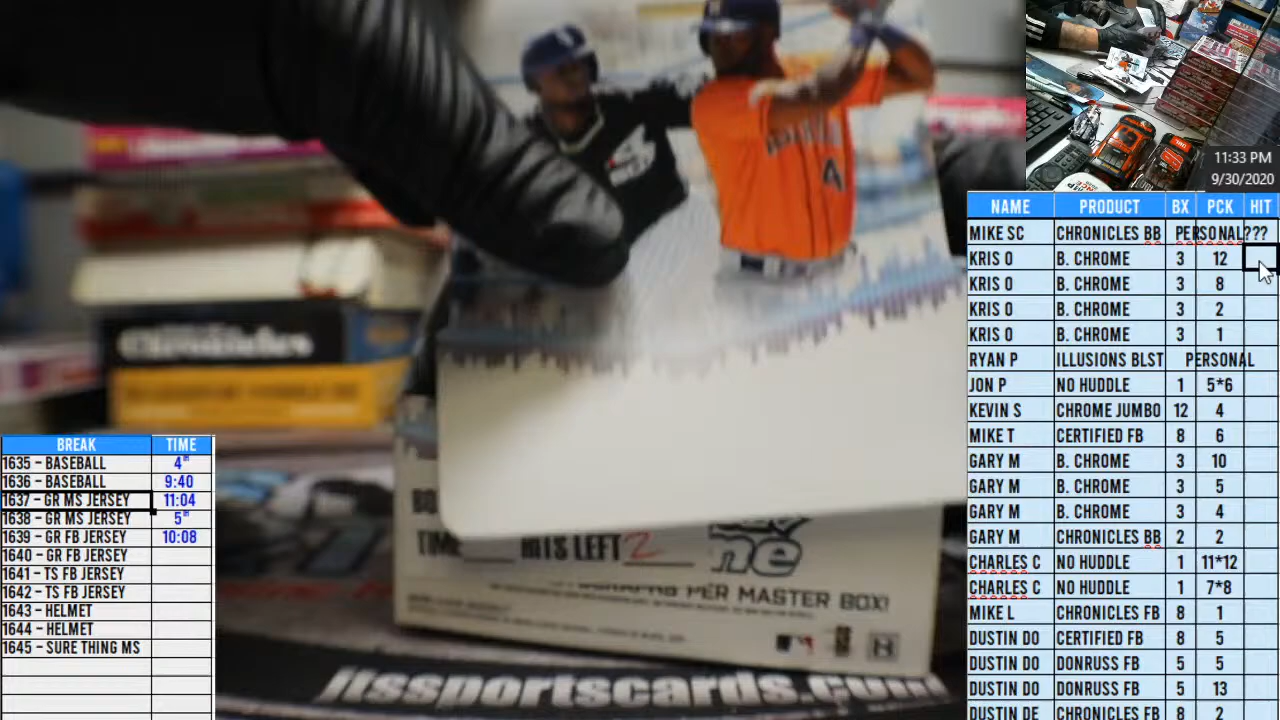 11:33 PM
9/30/2020
NAME PRODUCT BX PCK HIT
MIKE SC CHRONICLES BB PERSONAL???
KRIS O B. CHROME 3 12
KRIS O B. CHROME 3 8
KRIS O B. CHROME 3 2
KRIS O B. CHROME 3 1
RYAN P ILLUSIONS BLST PERSONAL
JON P NO HUDDLE 1 5*6
KEVIN S CHROME JUMBO 12 4
MIKE T CERTIFIED FB 8 6
GARY M B. CHROME 3 10
GARY M B. CHROME 3 5
GARY M B. CHROME 3 4
GARY M CHRONICLES BB 2 2
CHARLES C NO HUDDLE 1 11*12
CHARLES C NO HUDDLE 1 7*8
MIKE L CHRONICLES FB 8 1
DUSTIN DO CERTIFIED FB 8 5
DUSTIN DO DONRUSS FB 5 5
DUSTIN DO DONRUSS FB 5 13
DUSTIN DE CHRONICLES FB 8 2
BREAK TIME
1635 - BASEBALL 4th
1636 - BASEBALL 9:40
1637 - GR MS JERSEY 11:04
1638 - GR MS JERSEY 5th
1639 - GR FB JERSEY 10:08
1640 - GR FB JERSEY
1641 - TS FB JERSEY
1642 - TS FB JERSEY
1643 - HELMET
1644 - HELMET
1645 - SURE THING MS
4
Chronicles
TIME HITS LEFT 2
PER MASTER BOX!
itssportscards.com